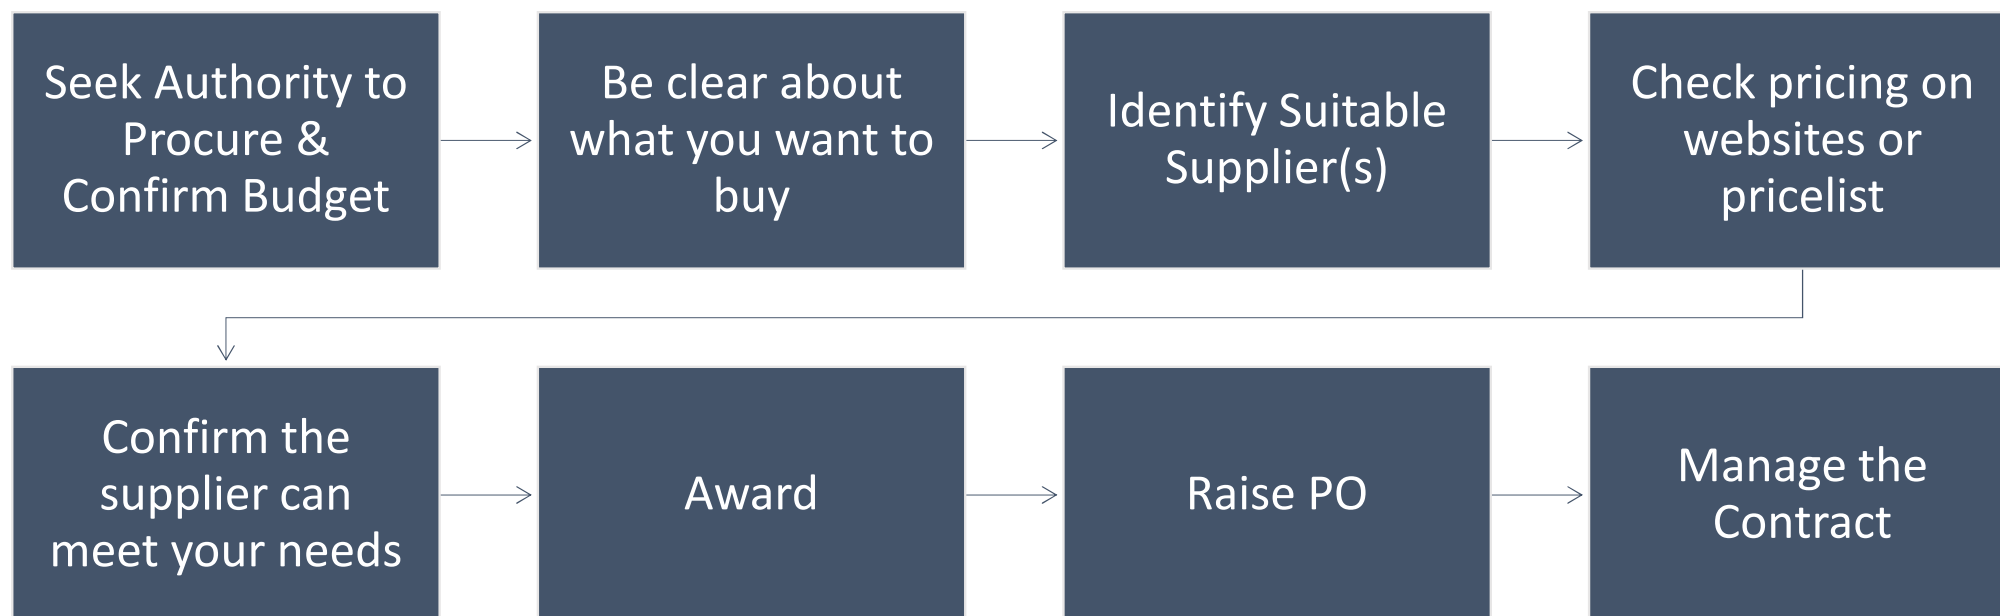 Seek Authority to
Procure &
Confirm Budget
Be clear about
what you want to
buy
Identify Suitable
Supplier(s)
Check pricing on
websites or
pricelist
Confirm the
supplier can
meet your needs
Award
Raise PO
Manage the
Contract